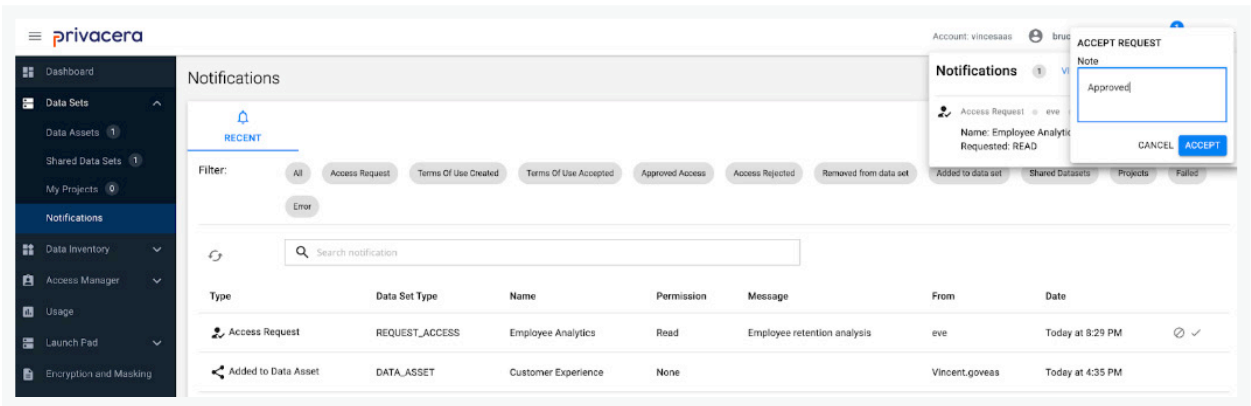 privacera
Account: vincesaas
bruc
1
ACCEPT REQUEST
Note
Approved
CANCEL ACCEPT
Dashboard
Data Sets
Data Assets 1
Shared Data Sets 1
My Projects 0
Notifications
Data Inventory
Access Manager
Usage
Launch Pad
Encryption and Masking
Notifications
Notifications 1
Access Request eve
Name: Employee Analytic
Requested: READ
RECENT
Filter: All Access Request Terms Of Use Created Terms Of Use Accepted Approved Access Access Rejected Removed from data set Added to data set Shared Datasets Projects Failed
Error
Search notification
Type Data Set Type Name Permission Message From Date
Access Request REQUEST_ACCESS Employee Analytics Read Employee retention analysis eve Today at 8:29 PM
Added to Data Asset DATA_ASSET Customer Experience None Vincent.goveas Today at 4:35 PM